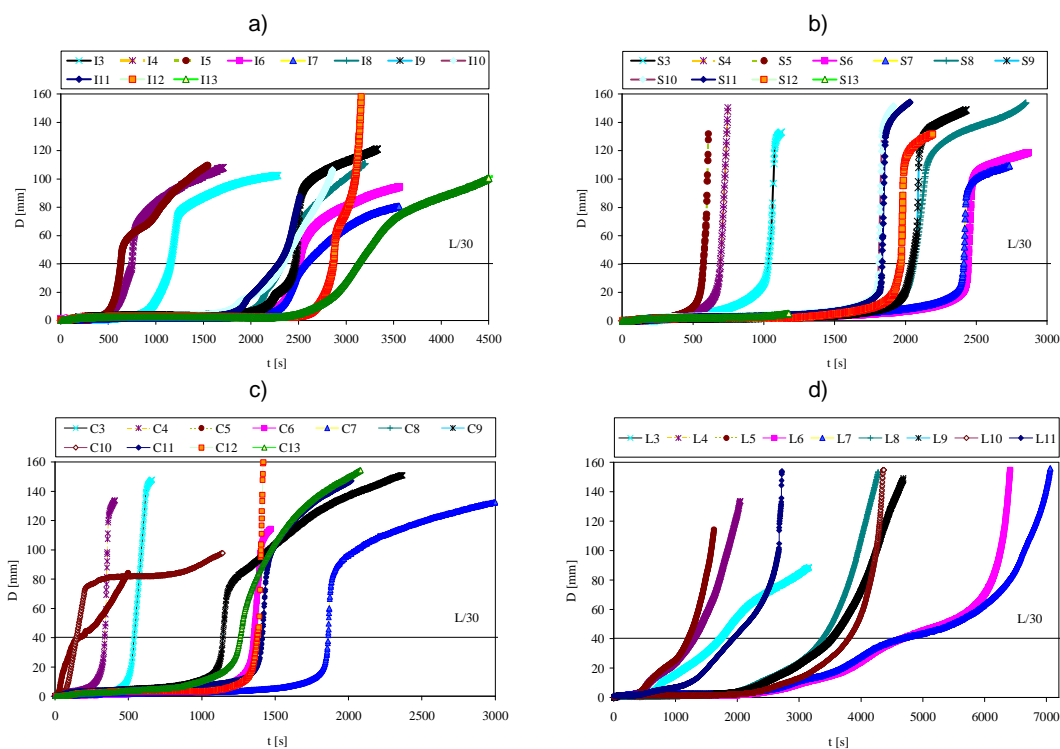 a)
I3 I4 I5 I6 I7 I8 I9 I10
I11 I12 I13
D [mm]
160
140
120
100
80
60
40
20
0
L/30
0 500 1000 1500 2000 2500 3000 3500 4000 4500
t [s]
b)
S3 S4 S5 S6 S7 S8 S9
S10 S11 S12 S13
D [mm]
160
140
120
100
80
60
40
20
0
L/30
0 500 1000 1500 2000 2500 3000
t [s]
c)
C3 C4 C5 C6 C7 C8 C9
C10 C11 C12 C13
D [mm]
160
140
120
100
80
60
40
20
0
L/30
0 500 1000 1500 2000 2500 3000
t [s]
d)
L3 L4 L5 L6 L7 L8 L9 L10 L11
D [mm]
160
140
120
100
80
60
40
20
0
L/30
0 1000 2000 3000 4000 5000 6000 7000
t [s]